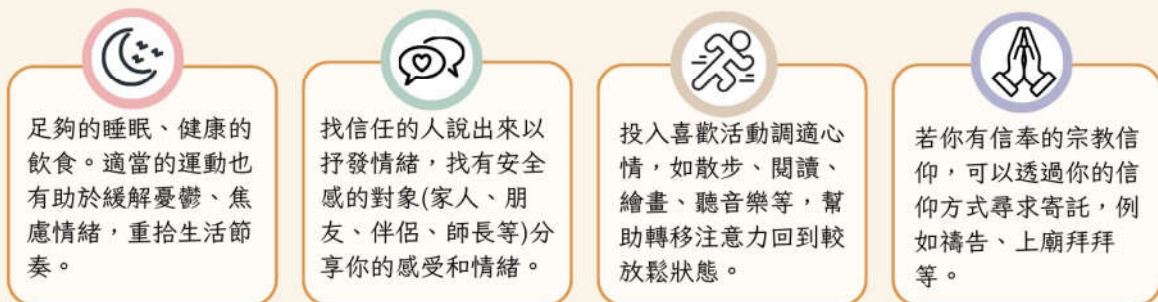 足夠的睡眠、健康的
飲食。適當的運動也
有助於緩解憂鬱、焦
慮情緒，重拾生活節
奏。
找信任的人說出來以
抒發情緒，找有安全
感的對象(家人、朋
友、伴侶、師長等)分
享你的感受和情緒。
投入喜歡活動調適心
情，如散步、閱讀、
繪畫、聽音樂等，幫
助轉移注意力回到較
放鬆狀態。
若你有信奉的宗教信
仰，可以透過你的信
仰方式尋求寄託，例
如禱告、上廟拜拜
等。